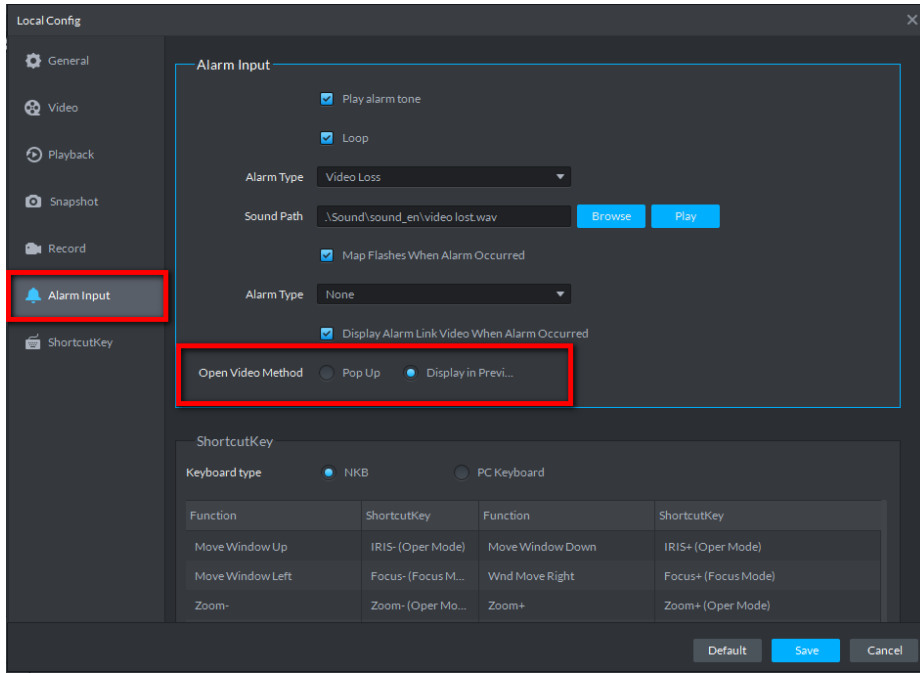 Local Config
General
Video
Playback
Snapshot
Record
Alarm Input
ShortcutKey
Alarm Input
Play alarm tone
Loop
Alarm Type Video Loss
Sound Path .\Sound\sound_en\video lost.wav Browse Play
Map Flashes When Alarm Occurred
Alarm Type None
Display Alarm Link Video When Alarm Occurred
Open Video Method Pop Up Display in Previ...
ShortcutKey
Keyboard type NKB PC Keyboard
Function ShortcutKey Function ShortcutKey
Move Window Up IRIS- (Oper Mode) Move Window Down IRIS+ (Oper Mode)
Move Window Left Focus- (Focus M... Wnd Move Right Focus+ (Focus Mode)
Zoom- Zoom- (Oper Mo... Zoom+ Zoom+ (Oper Mode)
Default Save Cancel